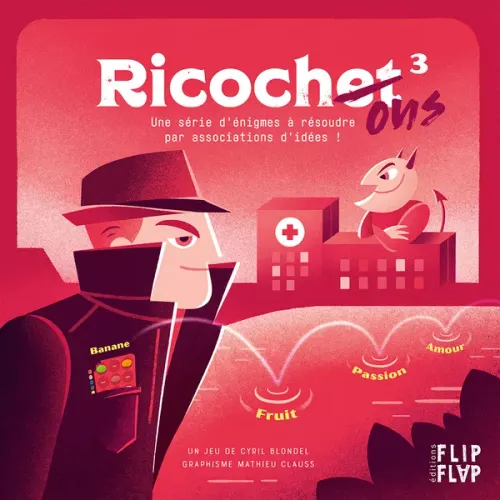 Ricochet 3
ons
Une série d'énigmes à résoudre
par associations d'idées !
Banane
Fruit
Passion
Amour
UN JEU DE CYRIL BLONDEL
GRAPHISME MATHIEU CLAUSS
éditions
FLIP
FLAP